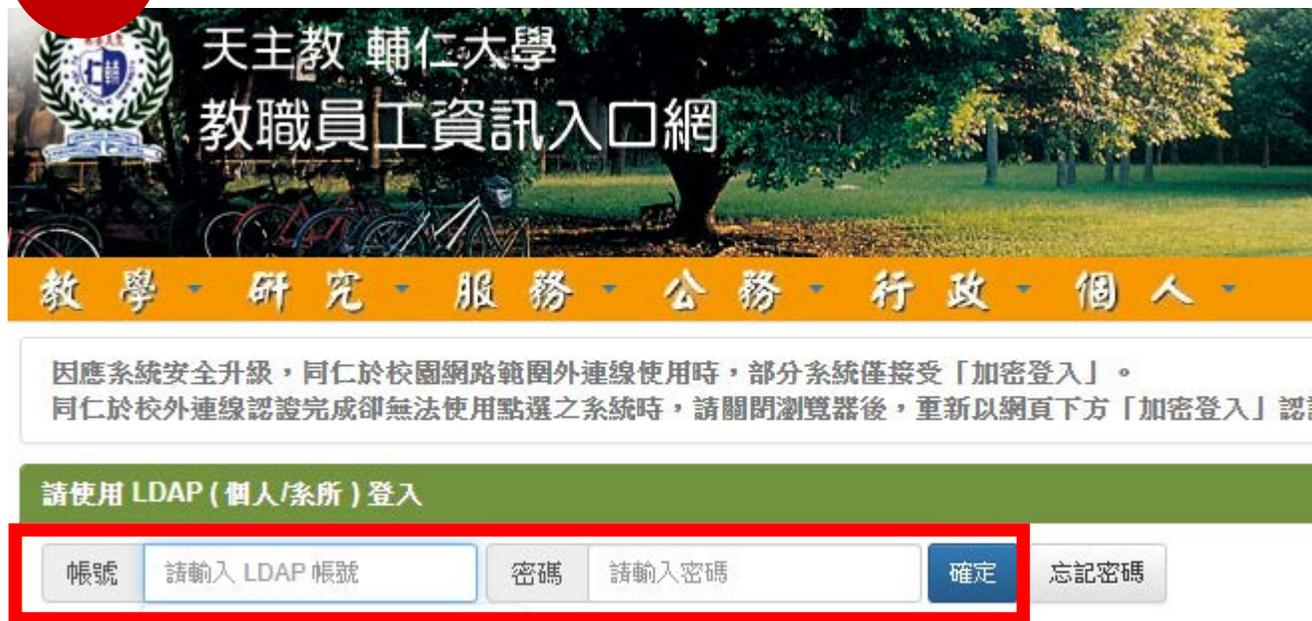 天主教 輔仁大學
教職員工資訊入口網
教學 研究 服務 公務 行政 個人
因應系統安全升級，同仁於校園網路範圍外連線使用時，部分系統僅接受「加密登入」。
同仁於校外連線認證完成卻無法使用點選之系統時，請關閉瀏覽器後，重新以網頁下方「加密登入」認
請使用 LDAP ( 個人/系所 ) 登入
帳號 請輸入 LDAP 帳號 密碼 請輸入密碼 確定 忘記密碼